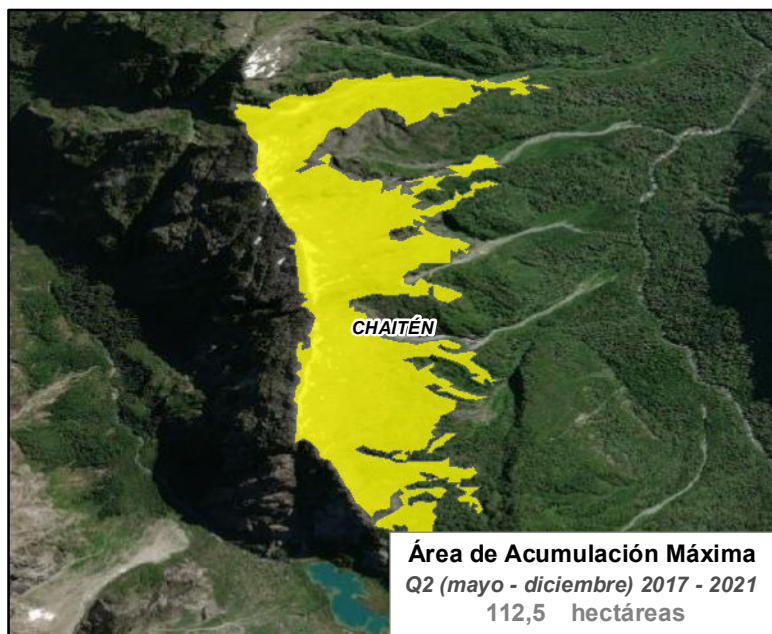 CHAITÉN
Área de Acumulación Máxima
Q2 (mayo - diciembre) 2017 - 2021
112,5 hectáreas